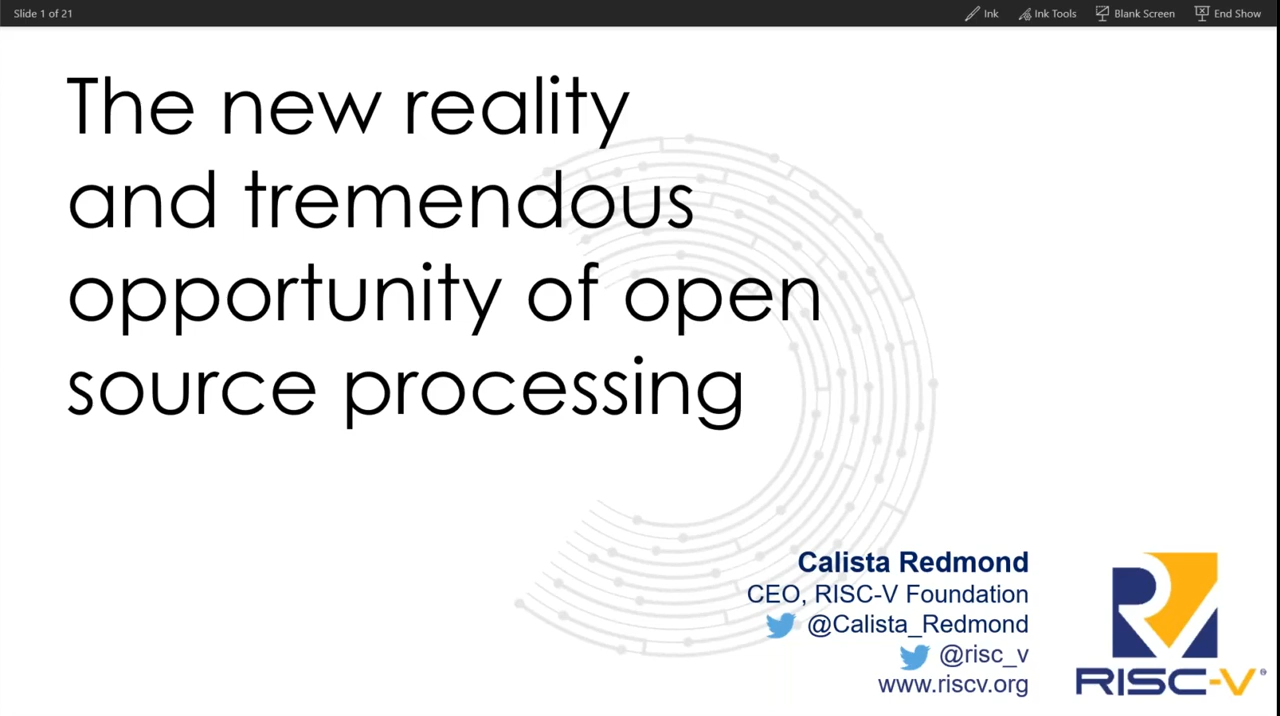 Slide 1 of 21
Ink
Ink Tools
Blank Screen
End Show
The new reality
and tremendous
opportunity of open
source processing
Calista Redmond
CEO, RISC-V Foundation
@Calista_Redmond
@risc_v
www.riscv.org
RISC-V®